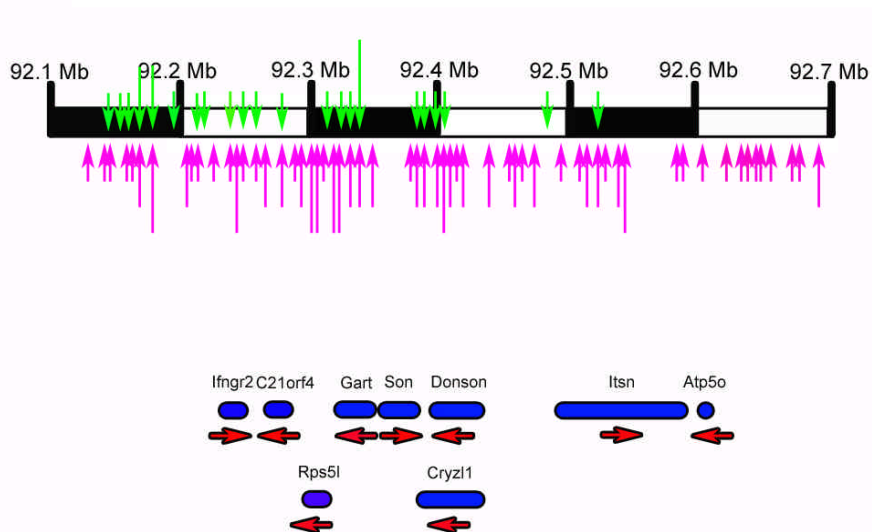 92.1 Mb 92.2 Mb 92.3 Mb 92.4 Mb 92.5 Mb 92.6 Mb 92.7 Mb
Ifngr2 C21orf4 Gart Son Donson Itsn Atp5o
Rps5l Cryzl1